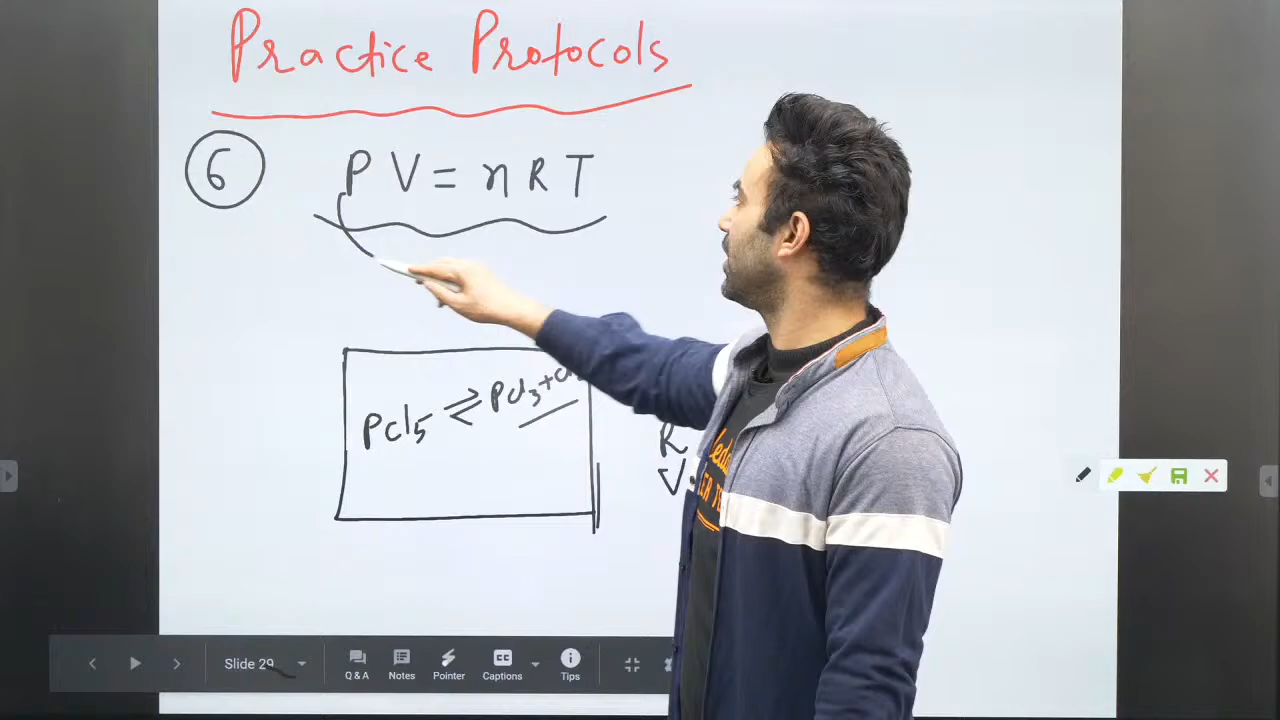 Practice Protocols
6 PV = nRT
PCl5 ⇌ PCl3 +
R
V
Slide 29
Q & A
Notes
Pointer
Captions
Tips